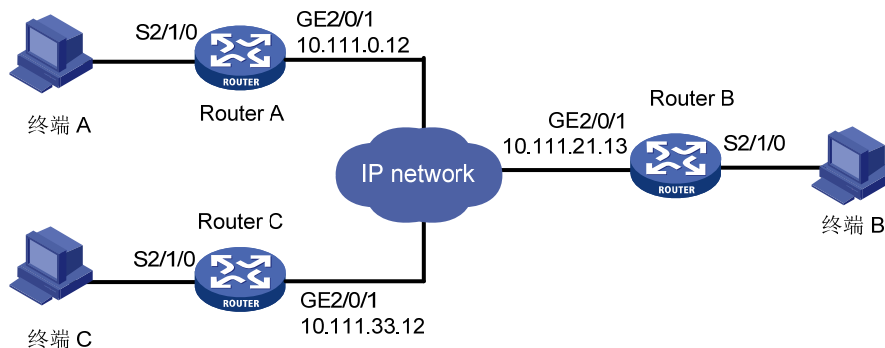 S2/1/0
GE2/0/1
10.111.0.12
ROUTER
终端 A
Router A
Router B
GE2/0/1
10.111.21.13
S2/1/0
ROUTER
IP network
终端 B
Router C
S2/1/0
ROUTER
GE2/0/1
10.111.33.12
终端 C